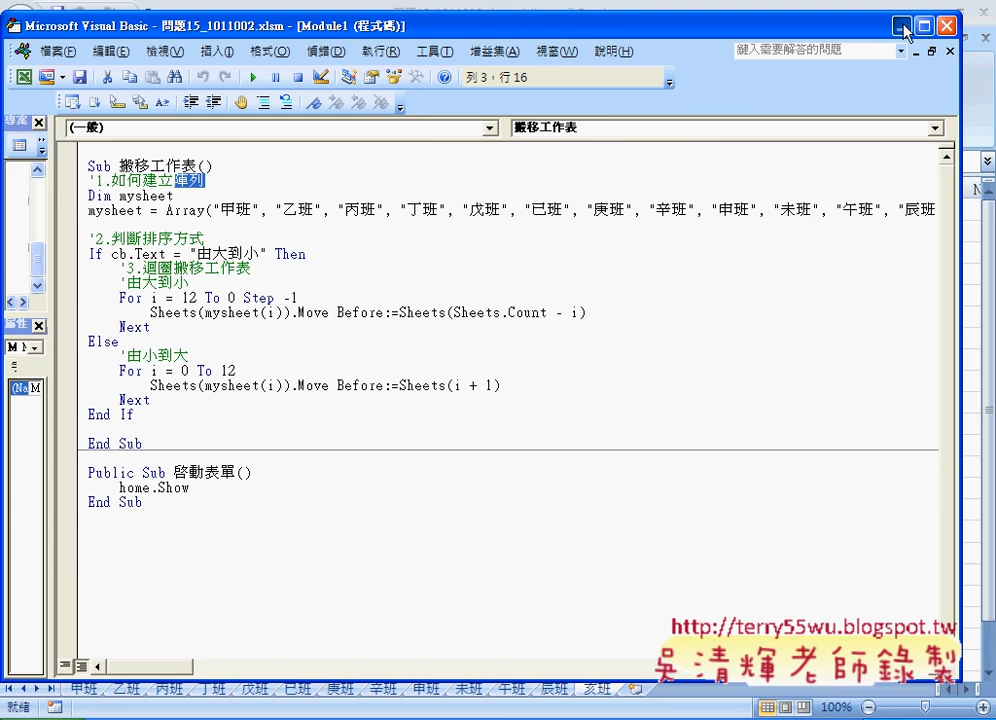 Microsoft Visual Basic - 問題15_1011002.xlsm - [Module1 (程式碼)]
檔案(F) 編輯(E) 檢視(V) 插入(I) 格式(O) 偵錯(D) 執行(R) 工具(T) 增益集(A) 視窗(W) 說明(H) 鍵入需要解答的問題
列 3，行 16
專案
(一般) 搬移工作表
Sub 搬移工作表()
'1.如何建立陣列
Dim mysheet
mysheet = Array("甲班", "乙班", "丙班", "丁班", "戊班", "已班", "庚班", "辛班", "申班", "未班", "午班", "辰班
'2.判斷排序方式
If cb.Text = "由大到小" Then
'3.迴圈搬移工作表
'由大到小
For i = 12 To 0 Step -1
Sheets(mysheet(i)).Move Before:=Sheets(Sheets.Count - i)
Next
Else
'由小到大
For i = 0 To 12
Sheets(mysheet(i)).Move Before:=Sheets(i + 1)
Next
End If
End Sub
Public Sub 啓動表單()
home.Show
End Sub
(Na M
http://terry55wu.blogspot.tw
吳清輝老師錄製
甲班 乙班 丙班 丁班 戊班 已班 庚班 辛班 申班 未班 午班 辰班 亥班
就緒 100%